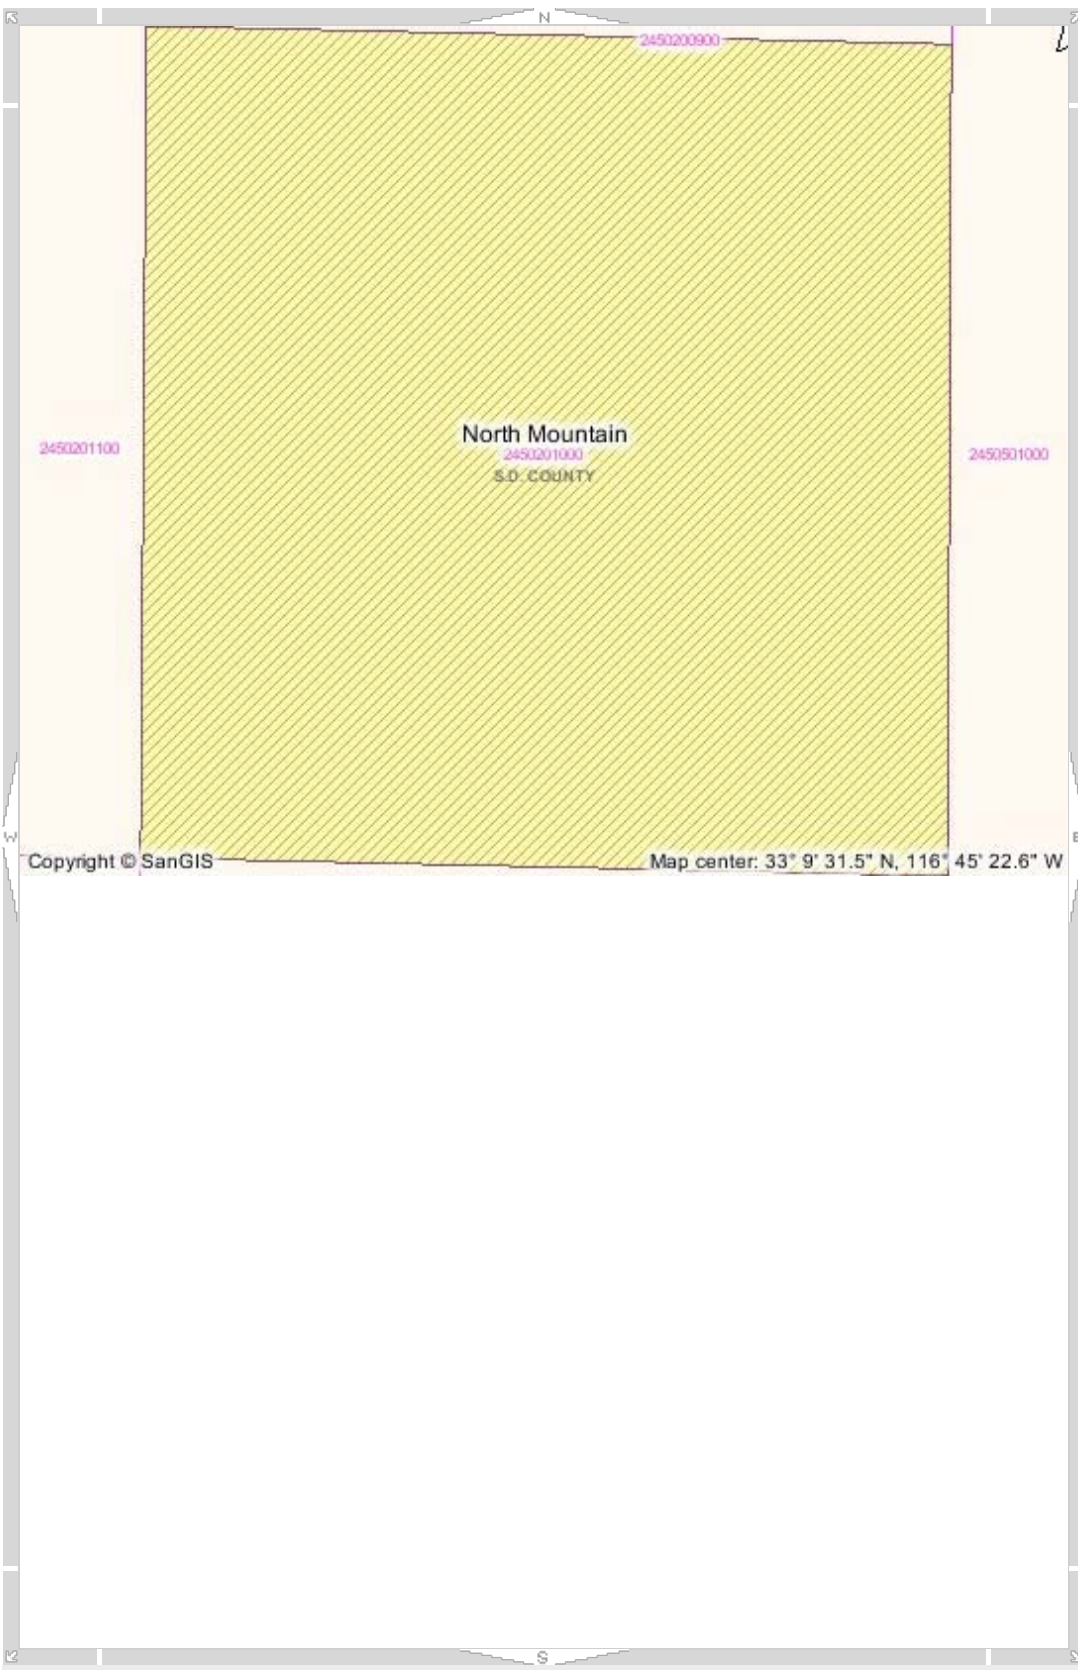 N
2450200900
North Mountain
2450201100
2450201000
2450501000
S.D. COUNTY
W
E
Copyright © SanGIS
Map center: 33° 9' 31.5" N, 116° 45' 22.6" W
S